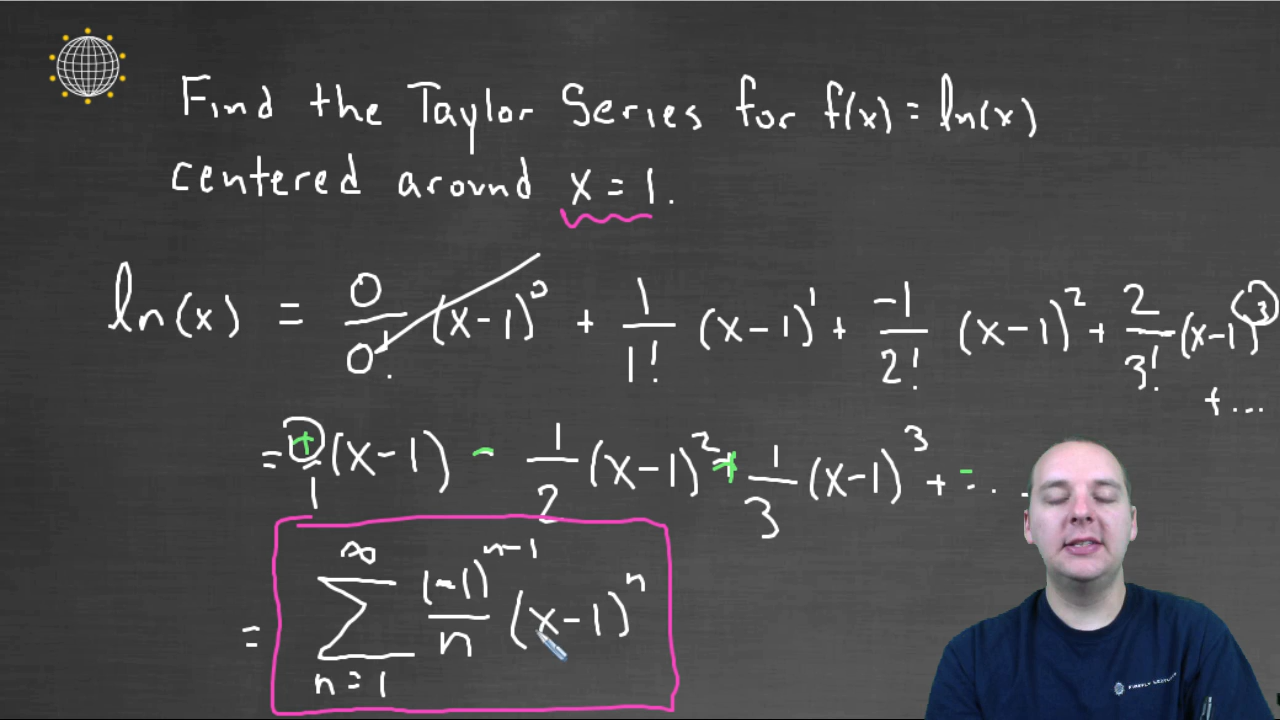 Find the Taylor Series for f(x) = ln(x)
centered around x = 1.
ln(x) = 0/0! (x-1)^0 + 1/1! (x-1)^1 + -1/2! (x-1)^2 + 2/3! (x-1)^3
+ ...
= 1/1 (x-1) - 1/2 (x-1)^2 + 1/3 (x-1)^3 + - ...
= ∑_{n=1}^{∞} (-1)^{n-1}/n (x-1)^n